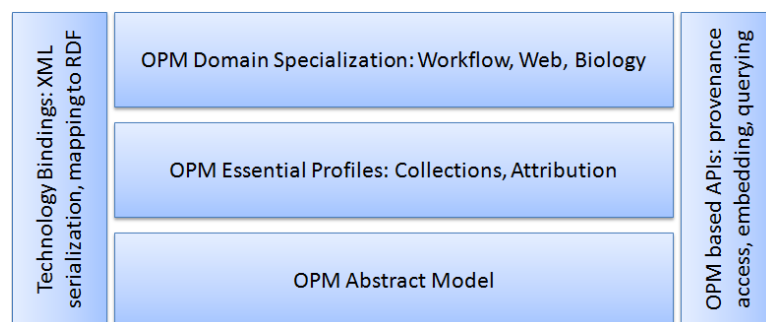 Technology Bindings: XML
serialization, mapping to RDF
OPM Domain Specialization: Workflow, Web, Biology
OPM Essential Profiles: Collections, Attribution
OPM Abstract Model
OPM based APIs: provenance
access, embedding, querying